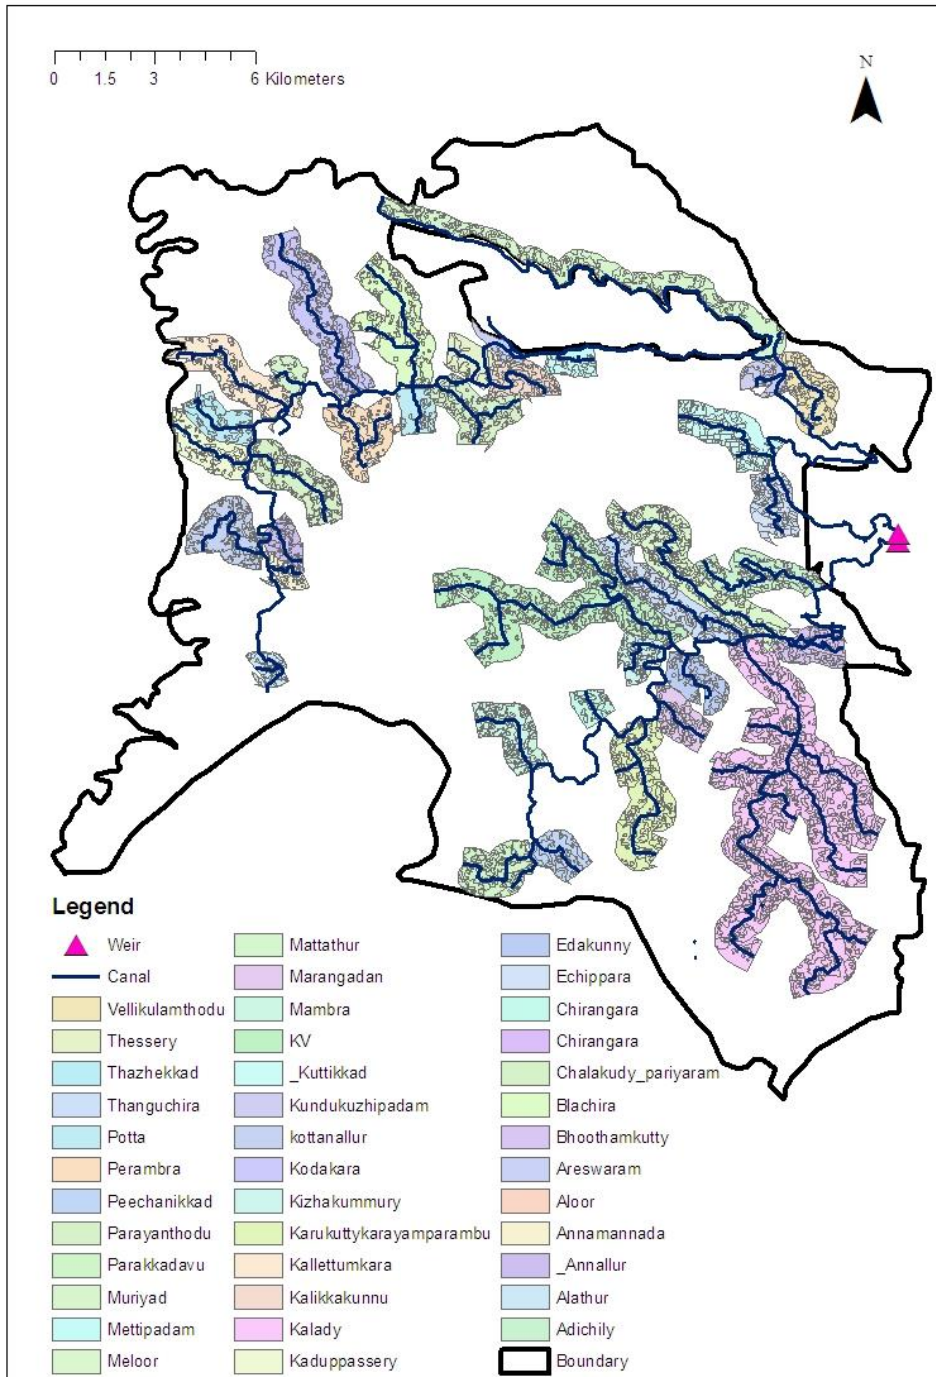 0 1.5 3 6 Kilometers
N
Legend
Weir
Canal
Vellikulamthodu
Thessery
Thazhekkad
Thanguchira
Potta
Perambra
Peechanikkad
Parayanthodu
Parakkadavu
Muriyad
Mettipadam
Meloor
Mattathur
Marangadan
Mambra
KV
_Kuttikkad
Kundukuzhipadam
kottanallur
Kodakara
Kizhakummury
Karukuttykarayamparambu
Kallettumkara
Kalikkakunnu
Kalady
Kaduppassery
Edakunny
Echippara
Chirangara
Chirangara
Chalakudy_pariyaram
Blachira
Bhoothamkutty
Areswaram
Aloor
Annamannada
_Annallur
Alathur
Adichily
Boundary